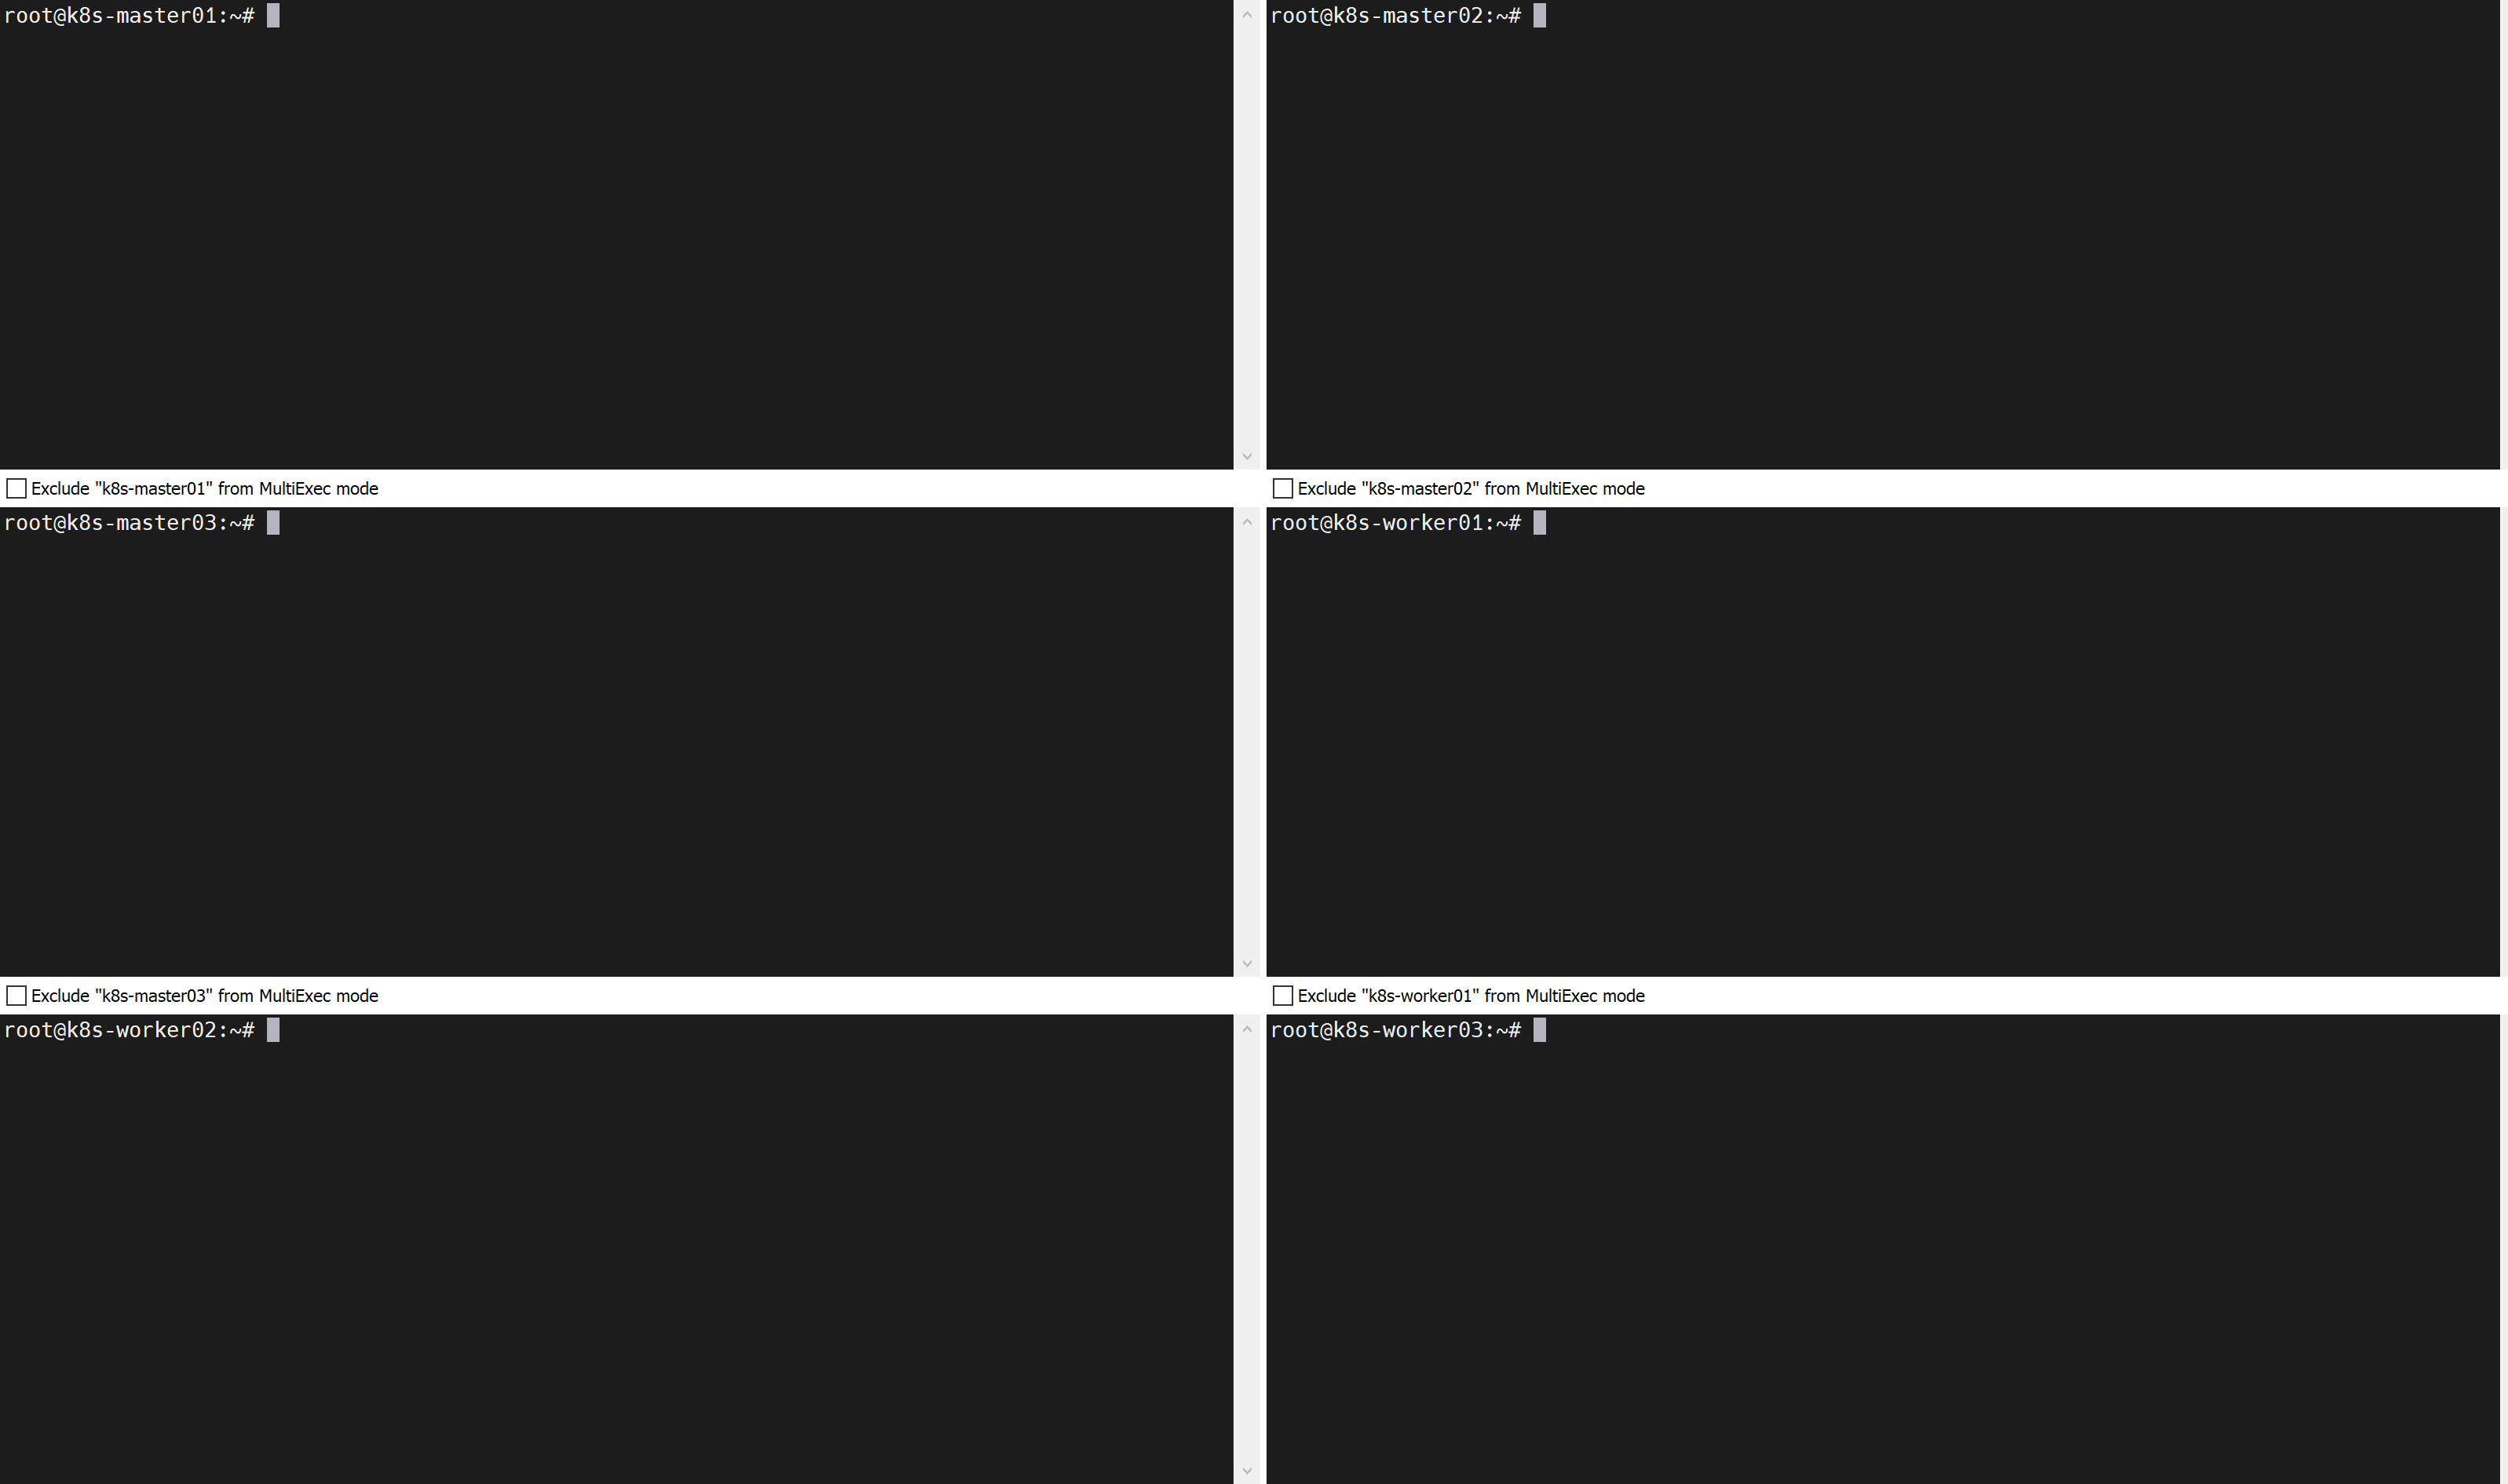 root@k8s-master01:~#
root@k8s-master02:~#
Exclude "k8s-master01" from MultiExec mode
Exclude "k8s-master02" from MultiExec mode
root@k8s-master03:~#
root@k8s-worker01:~#
Exclude "k8s-master03" from MultiExec mode
Exclude "k8s-worker01" from MultiExec mode
root@k8s-worker02:~#
root@k8s-worker03:~#